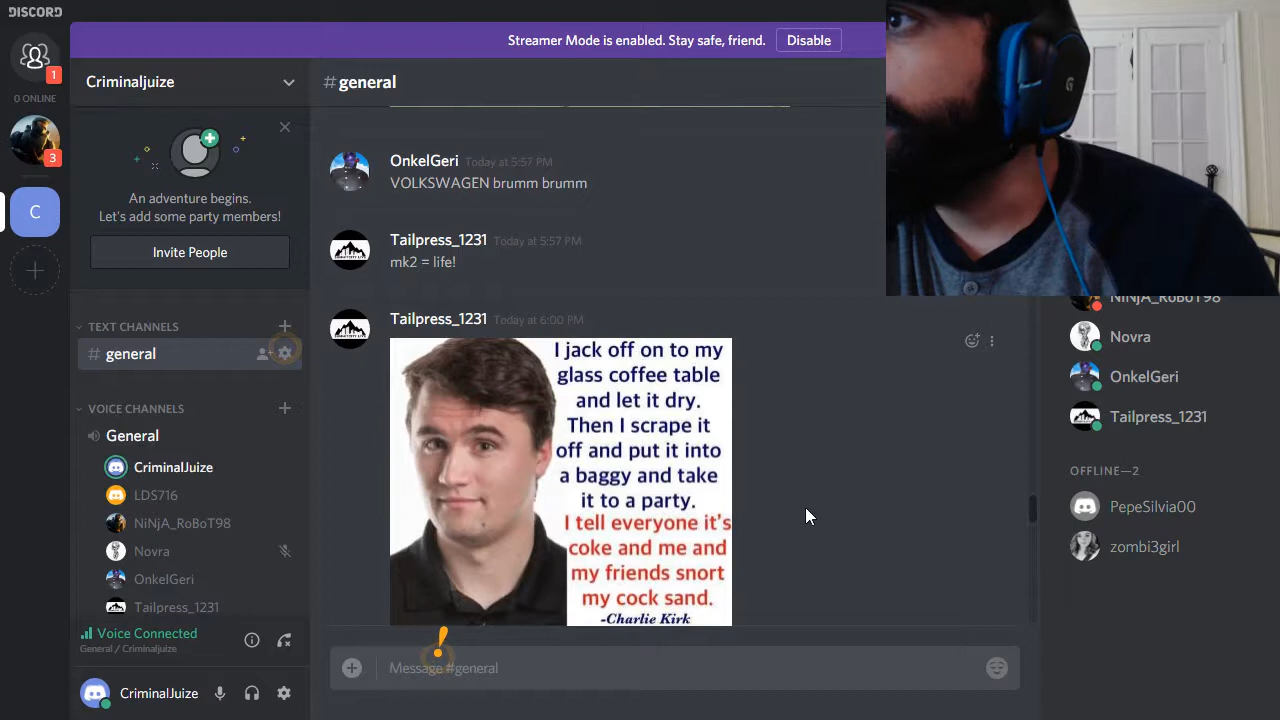 DISCORD
Streamer Mode is enabled. Stay safe, friend.
Disable
1
0 ONLINE
3
C
Criminaljuize
An adventure begins.
Let's add some party members!
Invite People
TEXT CHANNELS
# general
VOICE CHANNELS
General
CriminalJuize
LDS716
NiNjA_RoBoT98
Novra
OnkelGeri
Tailpress_1231
Voice Connected
General / Criminaljuize
CriminalJuize
# general
OnkelGeri Today at 5:57 PM
VOLKSWAGEN brumm brumm
Tailpress_1231 Today at 5:57 PM
mk2 = life!
Tailpress_1231 Today at 6:00 PM
I jack off on to my
glass coffee table
and let it dry.
Then I scrape it
off and put it into
a baggy and take
it to a party.
I tell everyone it's
coke and me and
my friends snort
my cock sand.
-Charlie Kirk
Message #general
G
NiNjA_RoBoT98
Novra
OnkelGeri
Tailpress_1231
OFFLINE—2
PepeSilvia00
zombi3girl